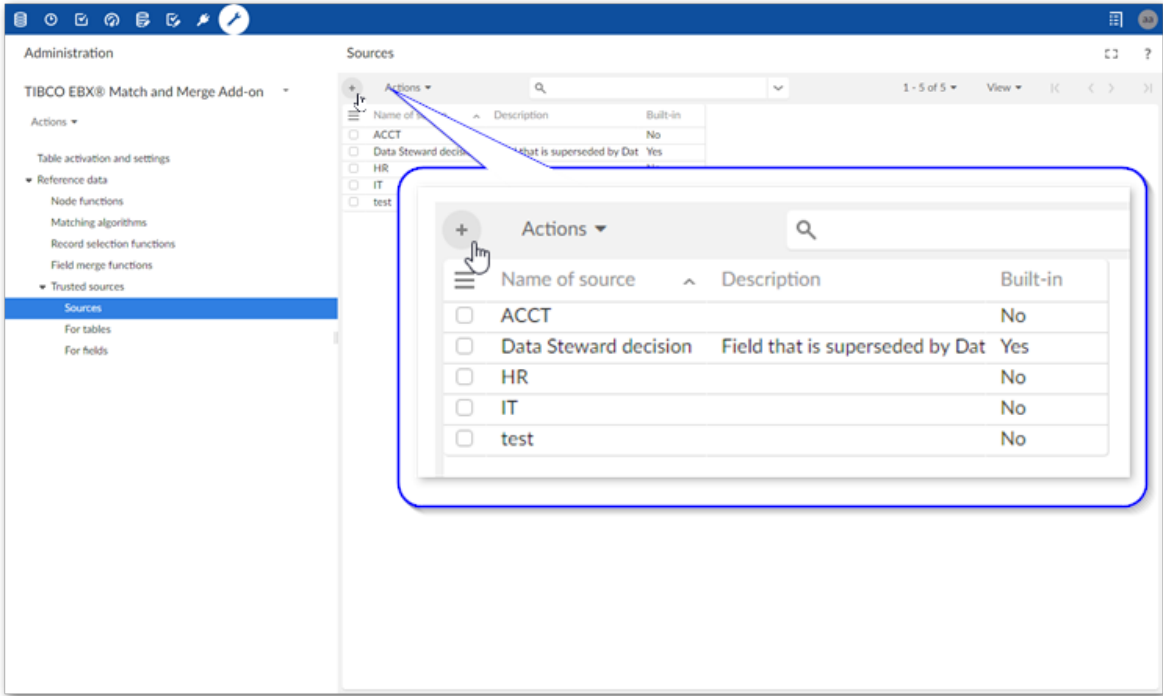 Administration
Sources
?
TIBCO EBX® Match and Merge Add-on
Actions
1 - 5 of 5
View
Actions
Name of
Description
Built-in
ACCT
No
Data Steward
that is superseded by Dat
Yes
HR
IT
test
Table activation and settings
Reference data
Node functions
Matching algorithms
Record selection functions
Field merge functions
Trusted sources
Sources
For tables
For fields
Actions
Name of source
Description
Built-in
ACCT
No
Data Steward decision
Field that is superseded by Dat
Yes
HR
No
IT
No
test
No